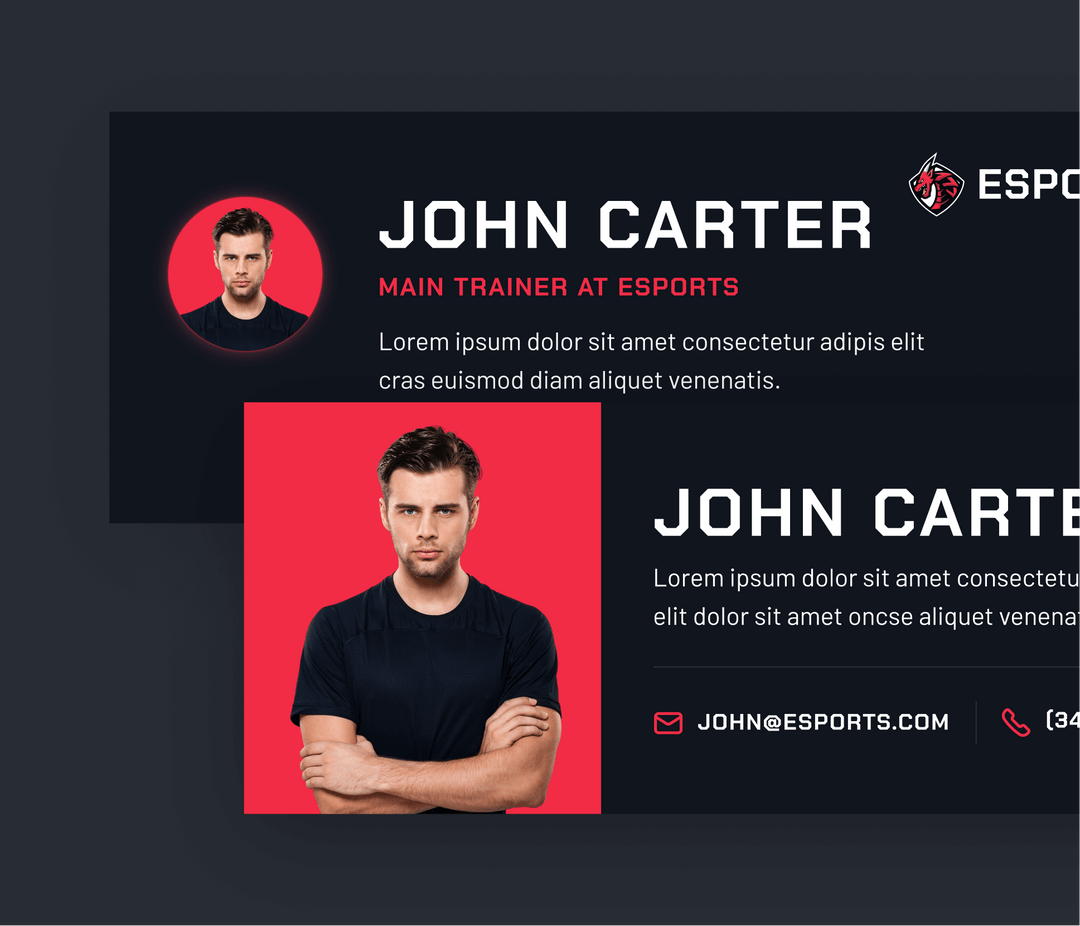 ESPO
JOHN CARTER
MAIN TRAINER AT ESPORTS
Lorem ipsum dolor sit amet consectetur adipis elit
cras euismod diam aliquet venenatis.
JOHN CARTE
Lorem ipsum dolor sit amet consectetu
elit dolor sit amet oncse aliquet venena
JOHN@ESPORTS.COM
(34